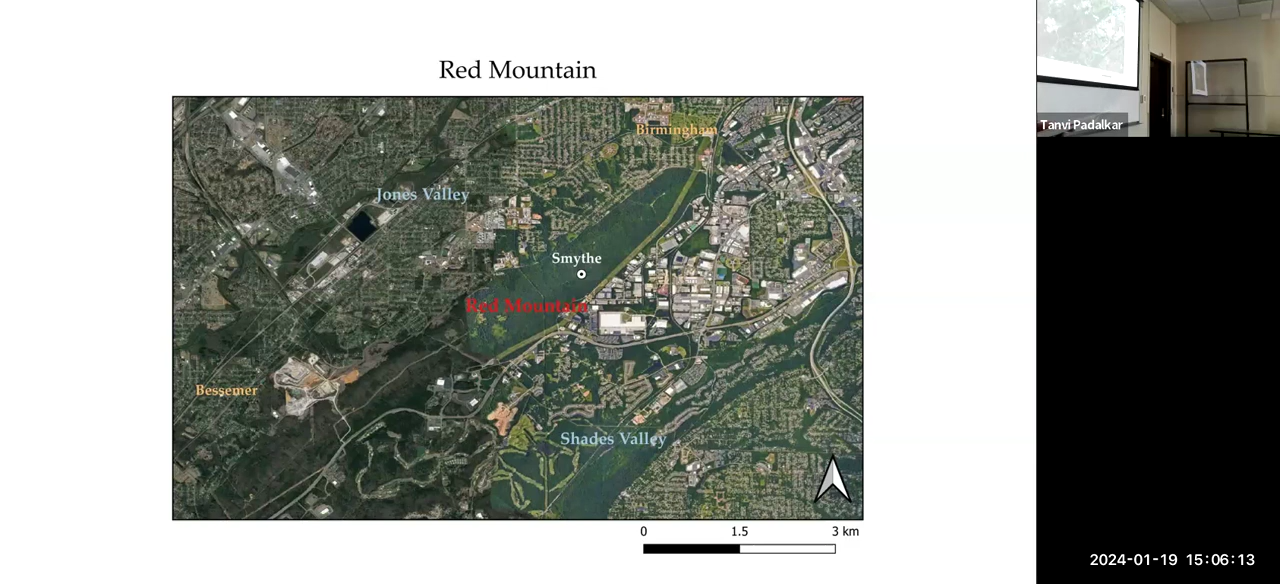 Red Mountain
Birmingham
Jones Valley
Smythe
Red Mountain
Bessemer
Shades Valley
0 1.5 3 km
Tanvi Padalkar
2024-01-19 15:06:13